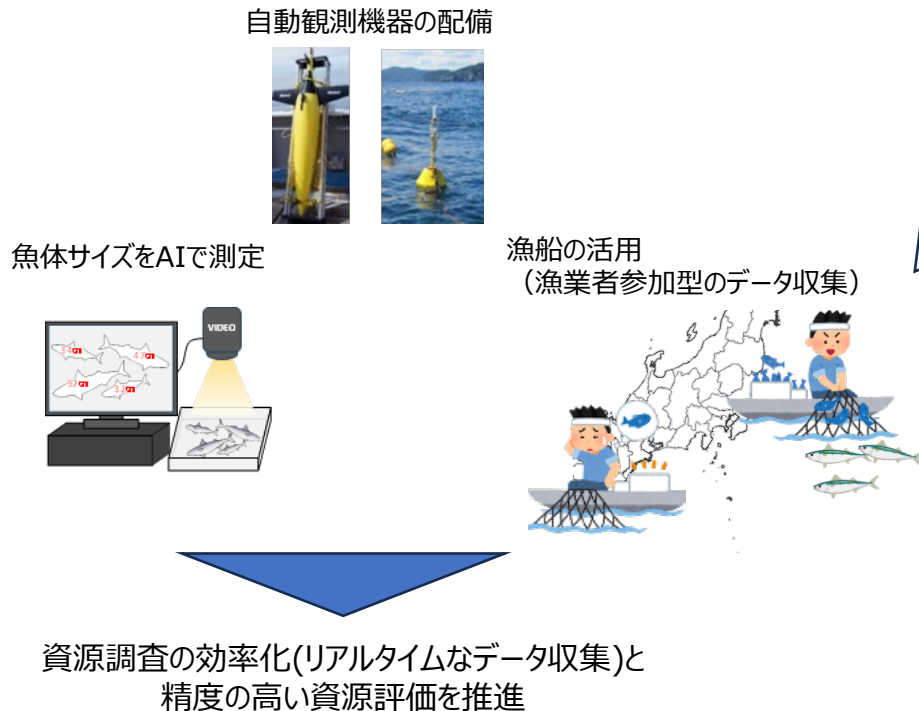 自動観測機器の配備
魚体サイズをAIで測定
漁船の活用
（漁業者参加型のデータ収集）
VIDEO
資源調査の効率化(リアルタイムなデータ収集)と
精度の高い資源評価を推進